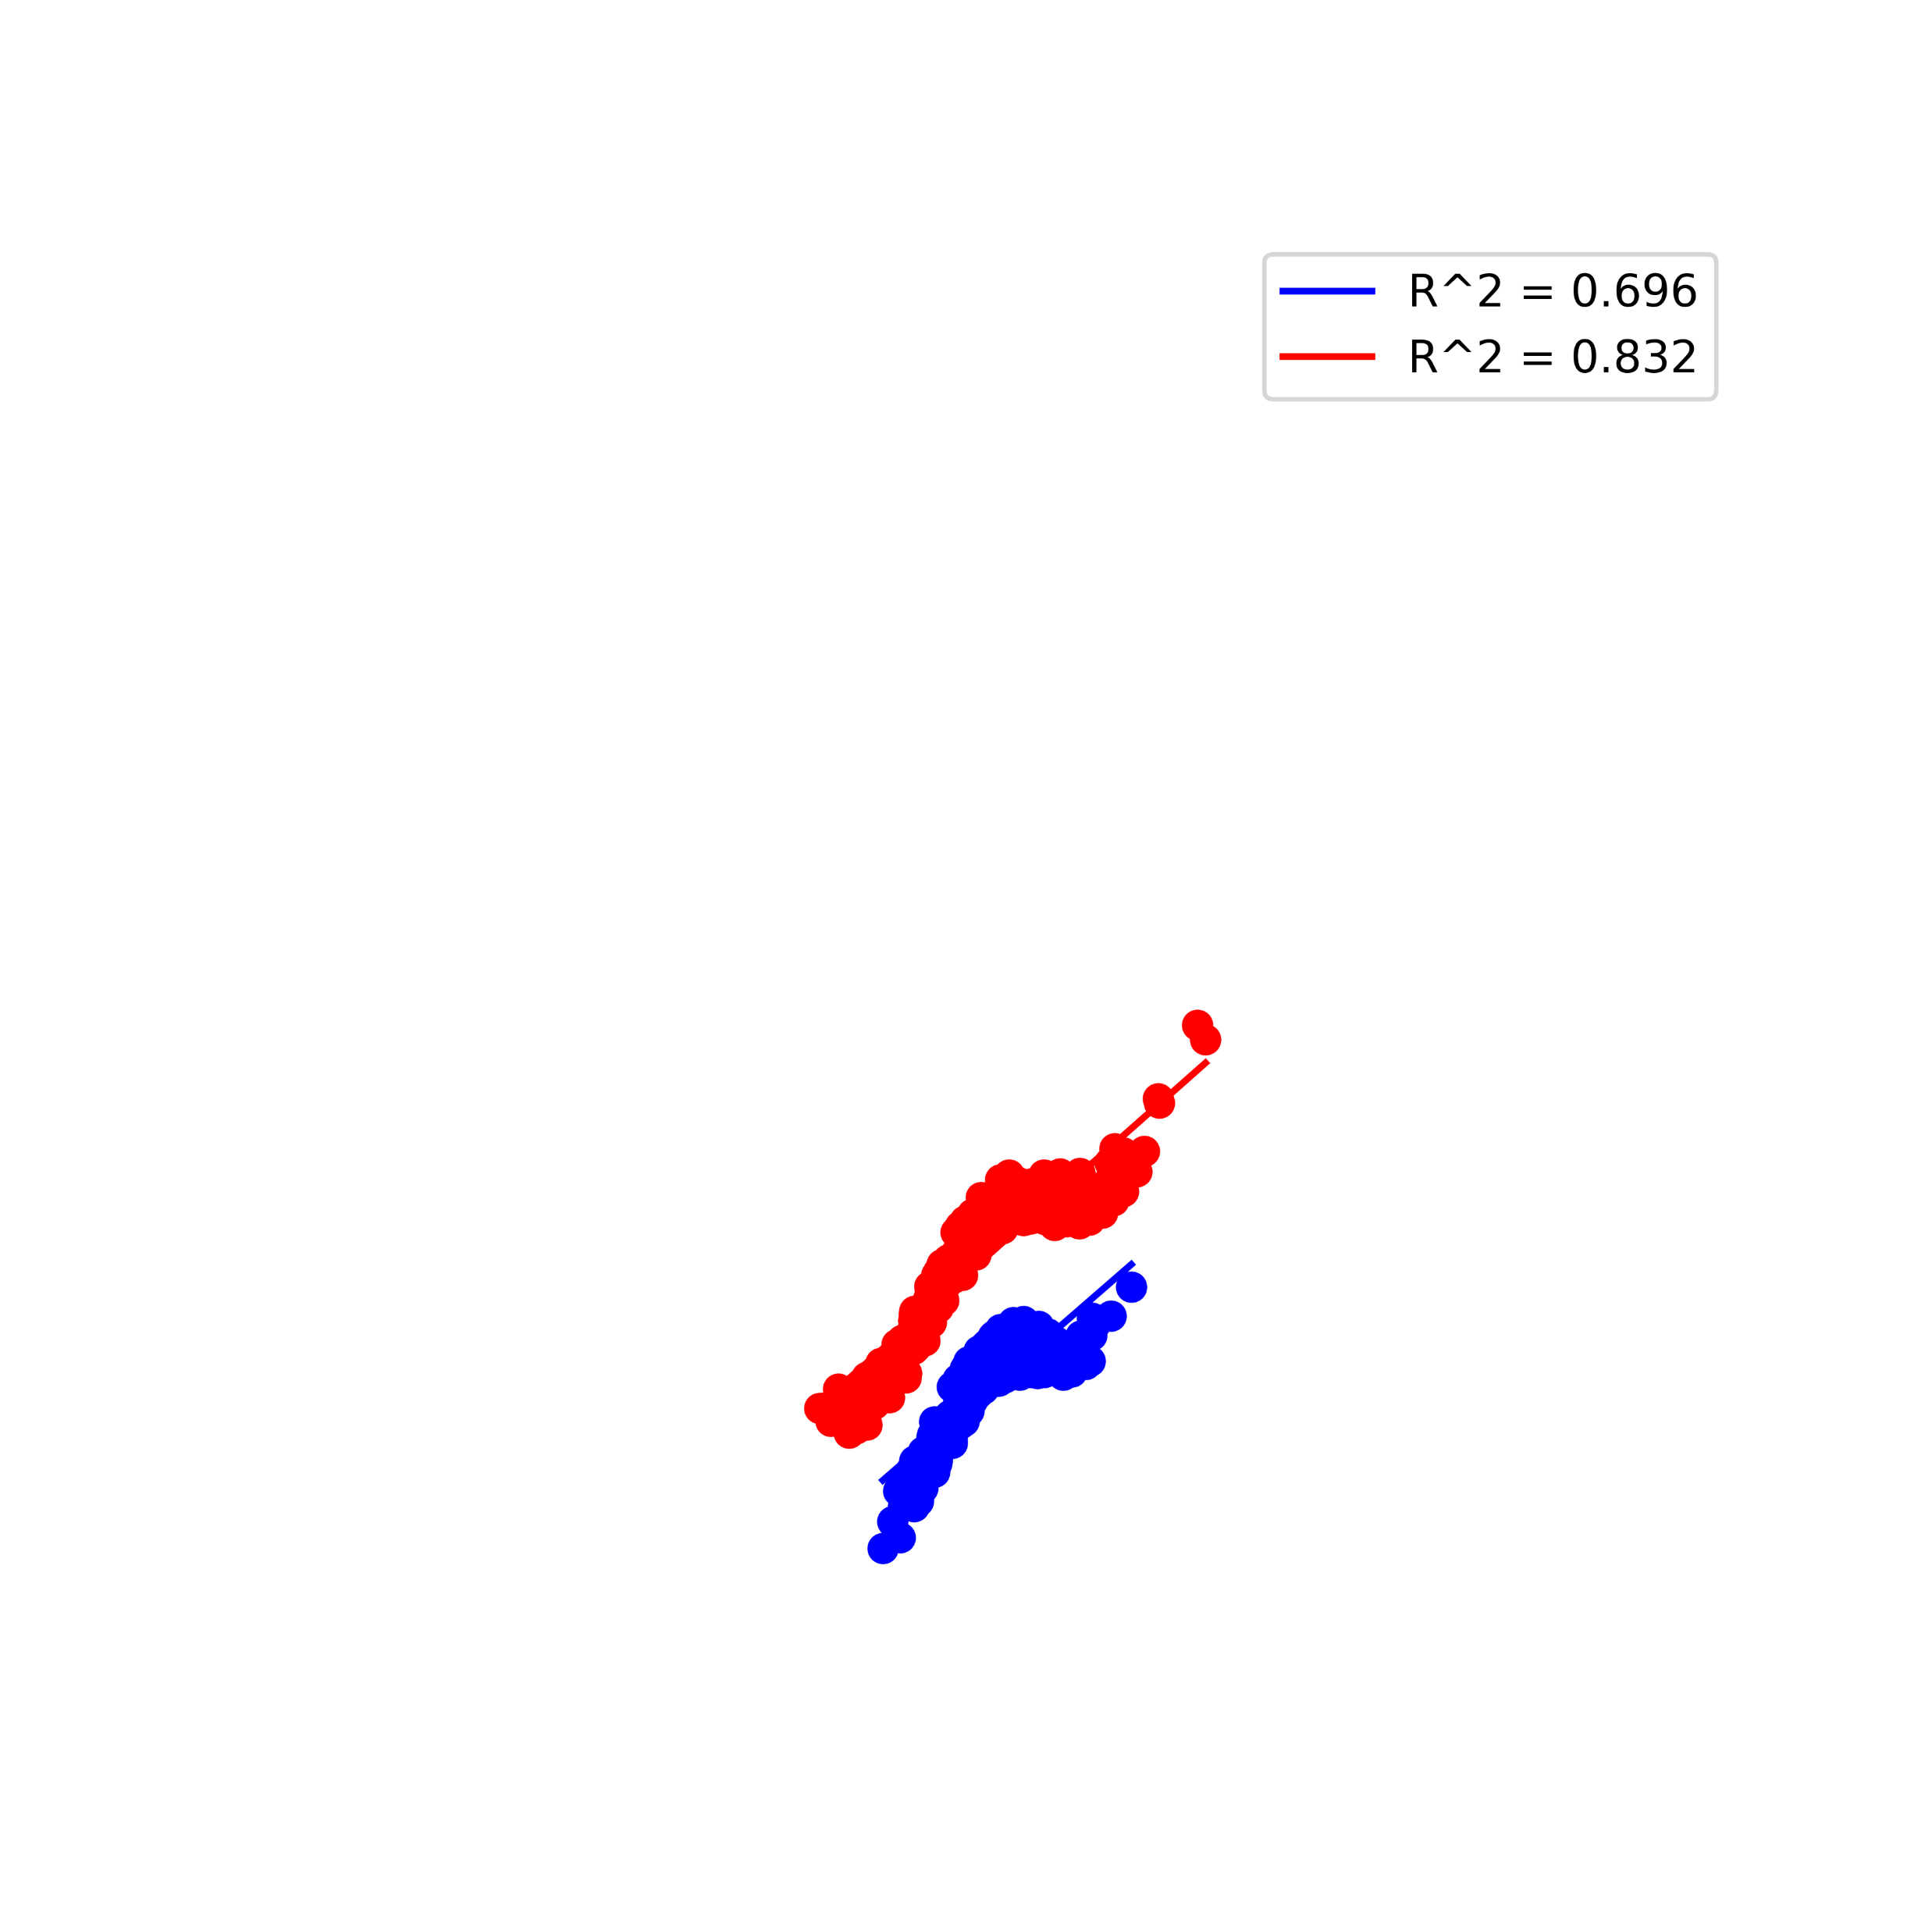 R^2 = 0.696
R^2 = 0.832